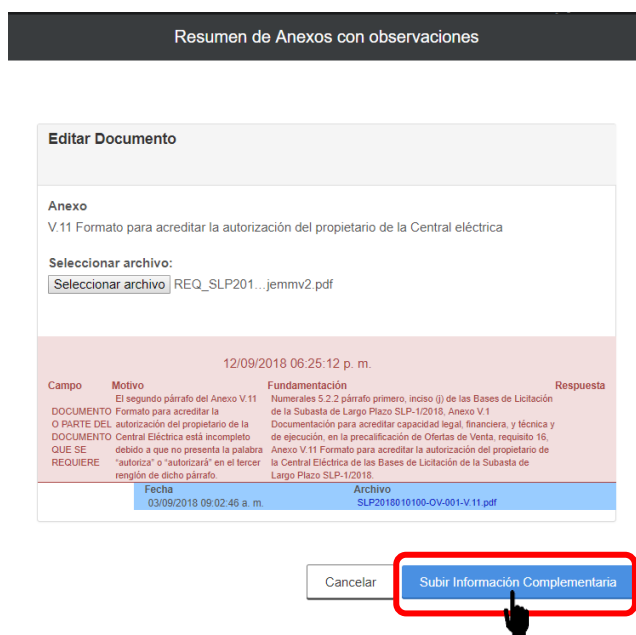 Resumen de Anexos con observaciones
Editar Documento
Anexo
V.11 Formato para acreditar la autorización del propietario de la Central eléctrica
Seleccionar archivo:
Seleccionar archivo REQ_SLP201...jemmv2.pdf
12/09/2018 06:25:12 p. m.
Campo Motivo Fundamentación Respuesta
DOCUMENTO
O PARTE DEL
DOCUMENTO
QUE SE
REQUIERE
El segundo párrafo del Anexo V.11
Formato para acreditar la
autorización del propietario de la
Central Eléctrica está incompleto
debido a que no presenta la palabra
“autoriza” o “autorizará” en el tercer
renglón de dicho párrafo.
Numerales 5.2.2 párrafo primero, inciso (j) de las Bases de Licitación
de la Subasta de Largo Plazo SLP-1/2018, Anexo V.1
Documentación para acreditar capacidad legal, financiera, y técnica y
de ejecución, en la precalificación de Ofertas de Venta, requisito 16,
Anexo V.11 Formato para acreditar la autorización del propietario de
la Central Eléctrica de las Bases de Licitación de la Subasta de
Largo Plazo SLP-1/2018.
Fecha Archivo
03/09/2018 09:02:46 a. m. SLP2018010100-OV-001-V.11.pdf
Cancelar Subir Información Complementaria